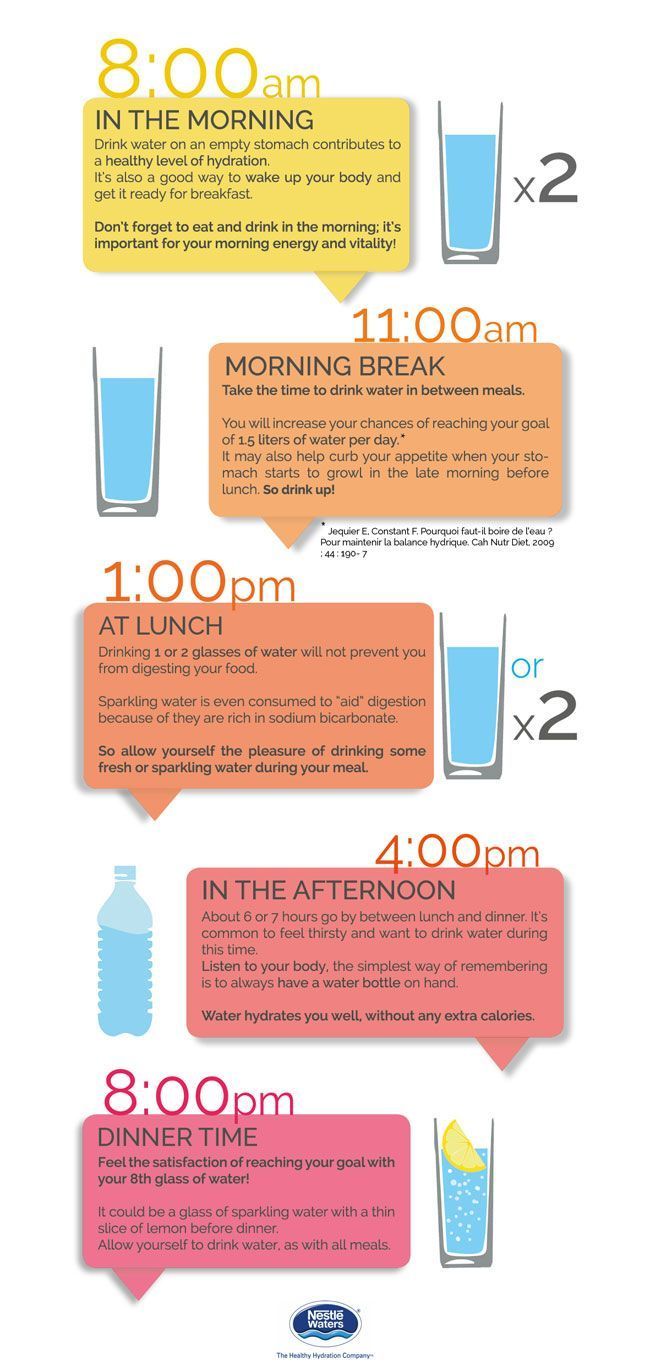 8:00am
IN THE MORNING
Drink water on an empty stomach contributes to
a healthy level of hydration.
It's also a good way to wake up your body and
get it ready for breakfast.
Don't forget to eat and drink in the morning; it's
important for your morning energy and vitality!
x2
11:00am
MORNING BREAK
Take the time to drink water in between meals.
You will increase your chances of reaching your goal
of 1.5 liters of water per day.*
It may also help curb your appetite when your sto-
mach starts to growl in the late morning before
lunch. So drink up!
* Jequier E, Constant F. Pourquoi faut-il boire de l'eau ?
Pour maintenir la balance hydrique. Cah Nutr Diet, 2009
; 44 : 190- 7
1:00pm
AT LUNCH
Drinking 1 or 2 glasses of water will not prevent you
from digesting your food.
Sparkling water is even consumed to "aid" digestion
because of they are rich in sodium bicarbonate.
So allow yourself the pleasure of drinking some
fresh or sparkling water during your meal.
or
x2
4:00pm
IN THE AFTERNOON
About 6 or 7 hours go by between lunch and dinner. It's
common to feel thirsty and want to drink water during
this time.
Listen to your body, the simplest way of remembering
is to always have a water bottle on hand.
Water hydrates you well, without any extra calories.
8:00pm
DINNER TIME
Feel the satisfaction of reaching your goal with
your 8th glass of water!
It could be a glass of sparkling water with a thin
slice of lemon before dinner.
Allow yourself to drink water, as with all meals.
Nestlé
Waters
®
The Healthy Hydration Company™